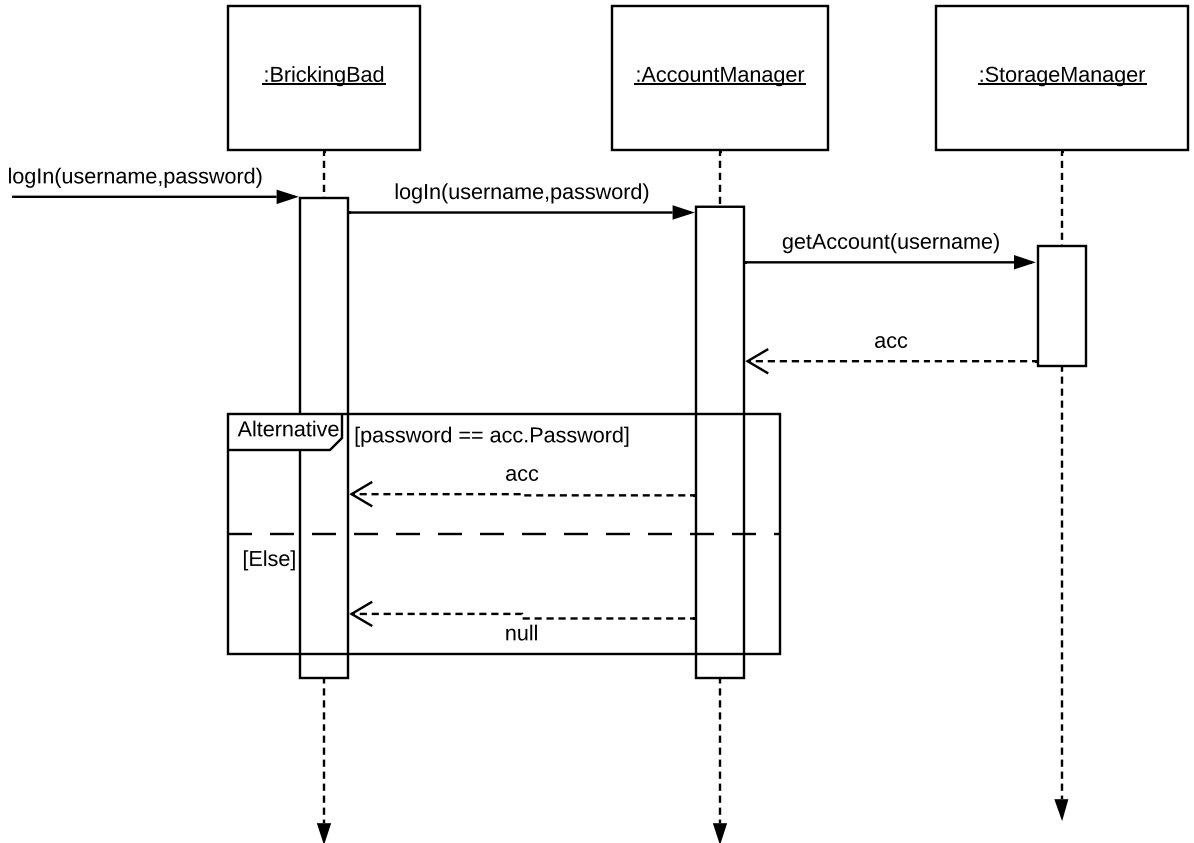 :BrickingBad
:AccountManager
:StorageManager
logIn(username,password)
logIn(username,password)
getAccount(username)
acc
Alternative
[password == acc.Password]
acc
[Else]
null